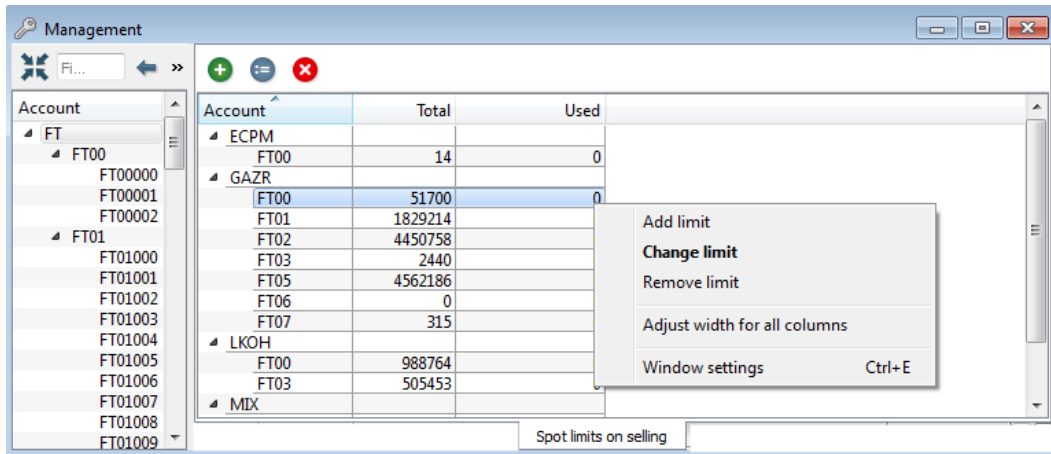 Management
Fi...
»
Account
FT
FT00
FT00000
FT00001
FT00002
FT01
FT01000
FT01001
FT01002
FT01003
FT01004
FT01005
FT01006
FT01007
FT01008
FT01009
Account Total Used
ECPM
FT00 14 0
GAZR
FT00 51700 0
FT01 1829214
FT02 4450758
FT03 2440
FT05 4562186
FT06 0
FT07 315
LKOH
FT00 988764
FT03 505453
MIX
Add limit
Change limit
Remove limit
Adjust width for all columns
Window settings Ctrl+E
Spot limits on selling